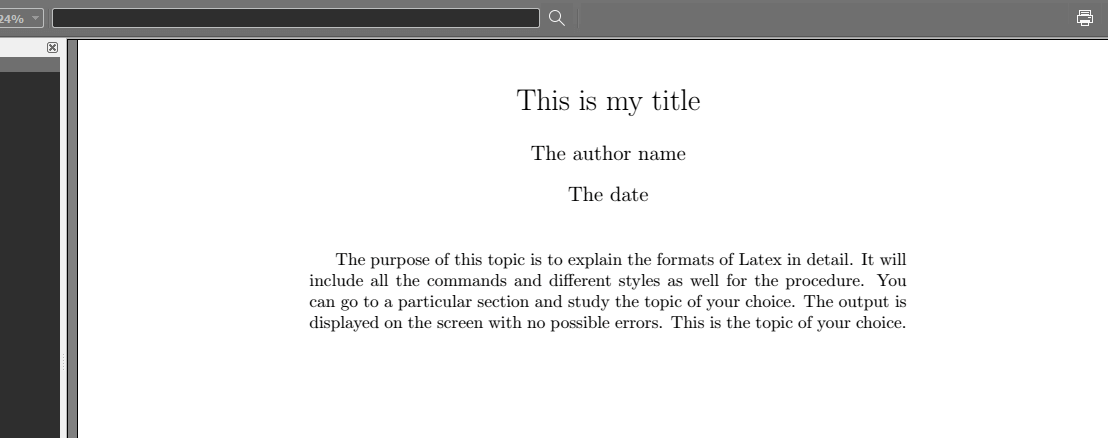 24%
This is my title
The author name
The date
The purpose of this topic is to explain the formats of Latex in detail. It will
include all the commands and different styles as well for the procedure. You
can go to a particular section and study the topic of your choice. The output is
displayed on the screen with no possible errors. This is the topic of your choice.